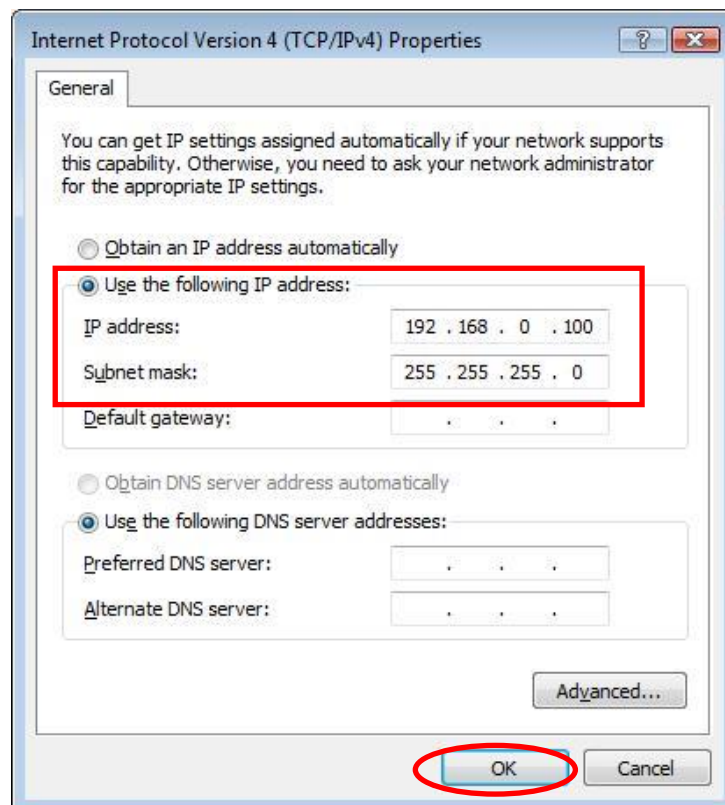 Internet Protocol Version 4 (TCP/IPv4) Properties
General
You can get IP settings assigned automatically if your network supports
this capability. Otherwise, you need to ask your network administrator
for the appropriate IP settings.
Obtain an IP address automatically
Use the following IP address:
IP address: 192 . 168 . 0 . 100
Subnet mask: 255 . 255 . 255 . 0
Default gateway: . . .
Obtain DNS server address automatically
Use the following DNS server addresses:
Preferred DNS server: . . .
Alternate DNS server: . . .
Advanced...
OK Cancel